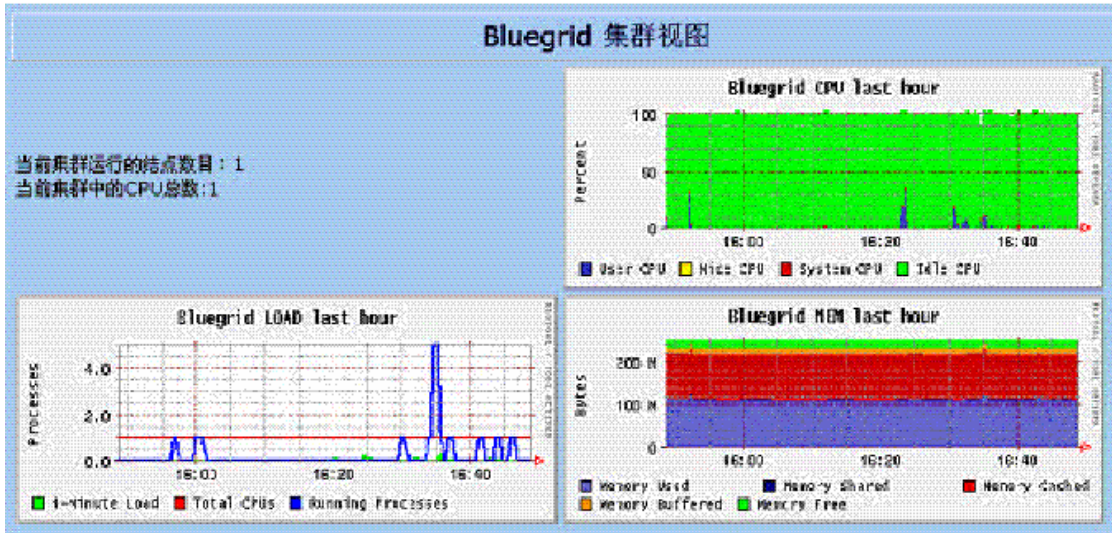 Bluegrid 集群视图
当前集群运行的结点数目：1
当前集群中的CPU总数:1
Bluegrid CPU last hour
Percent
100
50
0
16:00 16:20 16:40
User CPU Nice CPU System CPU Idle CPU
Bluegrid LOAD last hour
Processes
4.0
2.0
0.0
16:00 16:20 16:40
1-Minute Load Total CPUs Running Processes
Bluegrid MEM last hour
Bytes
200 M
100 M
0
16:00 16:20 16:40
Memory Used Memory Shared Memory Cached
Memory Buffered Memory Free